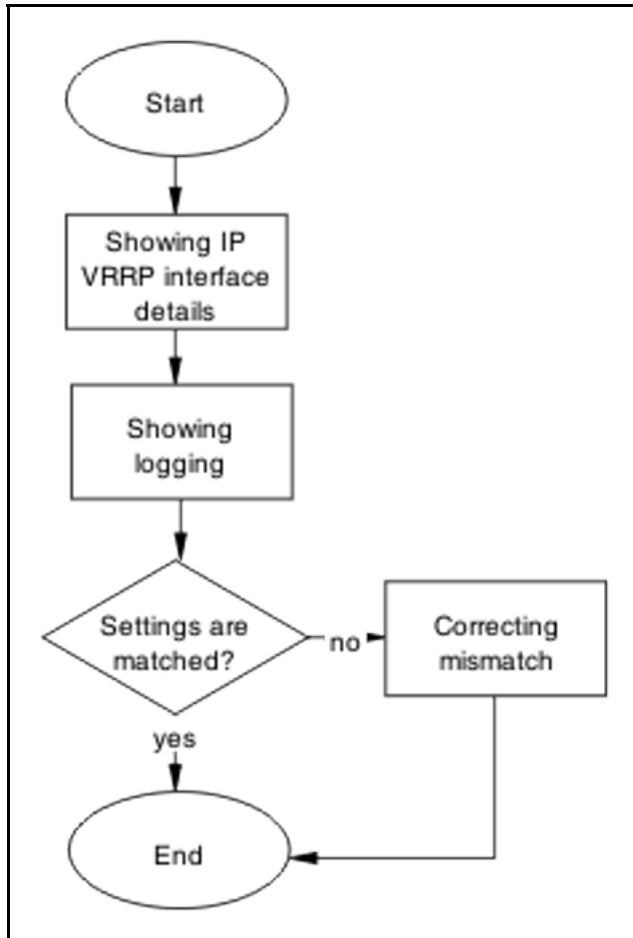 Start
Showing IP
VRRP interface
details
Showing
logging
Settings are
matched?
no
Correcting
mismatch
yes
End